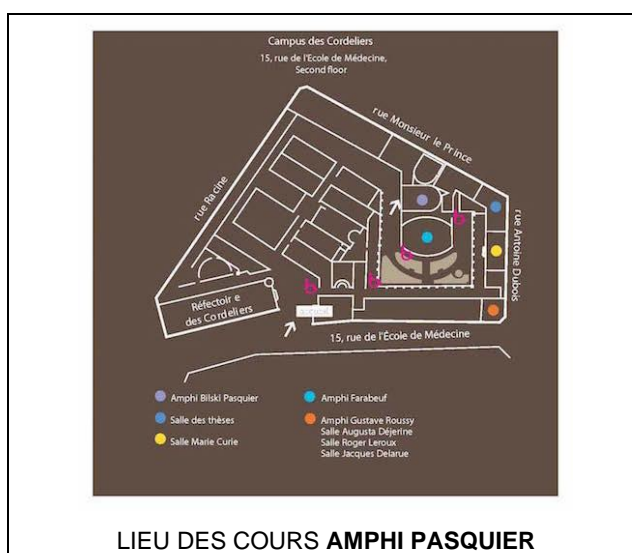 Campus des Cordeliers
15, rue de l'Ecole de Médecine,
Second floor
rue Monsieur le Prince
rue Racine
rue Antoine Dubois
Réfectoire
des Cordeliers
15, rue de l'École de Médecine
Amphi Bilski Pasquier
Salle des thèses
Salle Marie Curie
Amphi Farabeuf
Amphi Gustave Roussy
Salle Augusta Déjerine
Salle Roger Leroux
Salle Jacques Delarue
LIEU DES COURS AMPHI PASQUIER